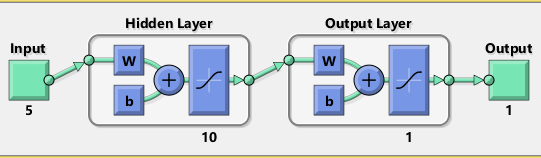 Hidden Layer Output Layer
Input Output
W + W +
b b
5 1
10 1